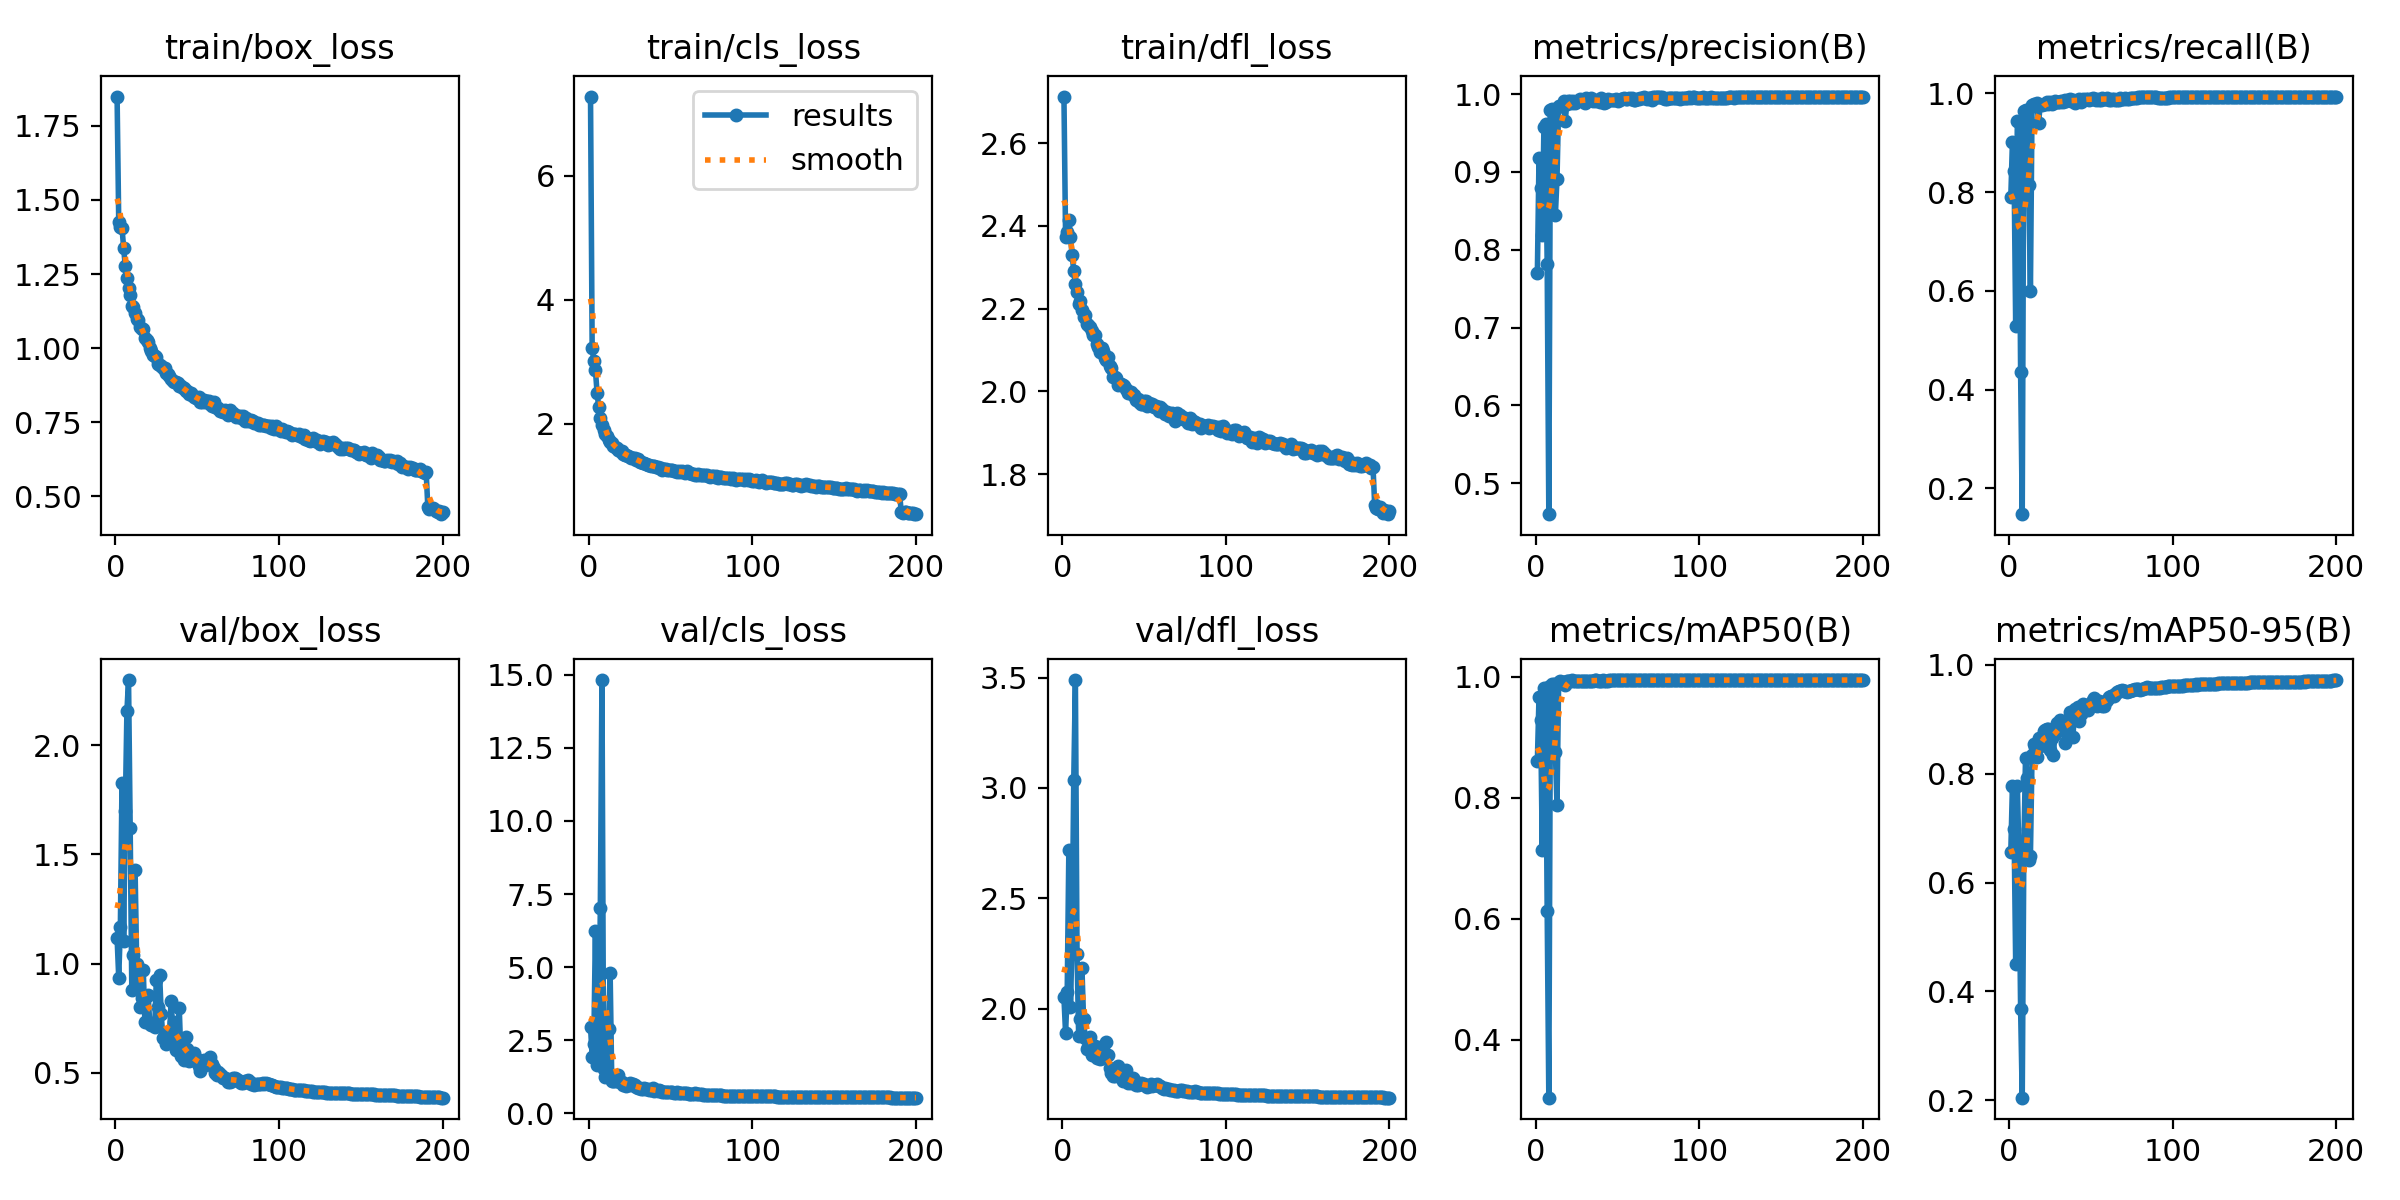 train/box_loss
1.75
1.50
1.25
1.00
0.75
0.50
0 100 200
train/cls_loss
results
smooth
6
4
2
0 100 200
train/dfl_loss
2.6
2.4
2.2
2.0
1.8
0 100 200
metrics/precision(B)
1.0
0.9
0.8
0.7
0.6
0.5
0 100 200
metrics/recall(B)
1.0
0.8
0.6
0.4
0.2
0 100 200
val/box_loss
2.0
1.5
1.0
0.5
0 100 200
val/cls_loss
15.0
12.5
10.0
7.5
5.0
2.5
0.0
0 100 200
val/dfl_loss
3.5
3.0
2.5
2.0
0 100 200
metrics/mAP50(B)
1.0
0.8
0.6
0.4
0 100 200
metrics/mAP50-95(B)
1.0
0.8
0.6
0.4
0.2
0 100 200